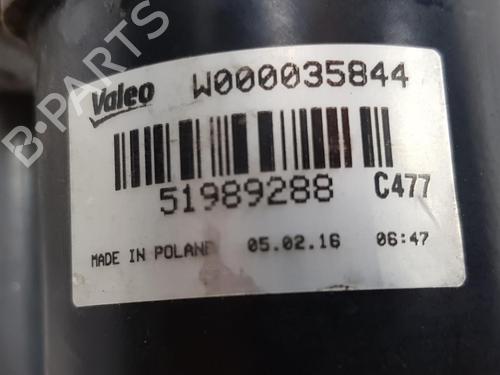 B-PARTS
Valeo W000035844
51989288 C477
MADE IN POLAND 05.02.16 06:47